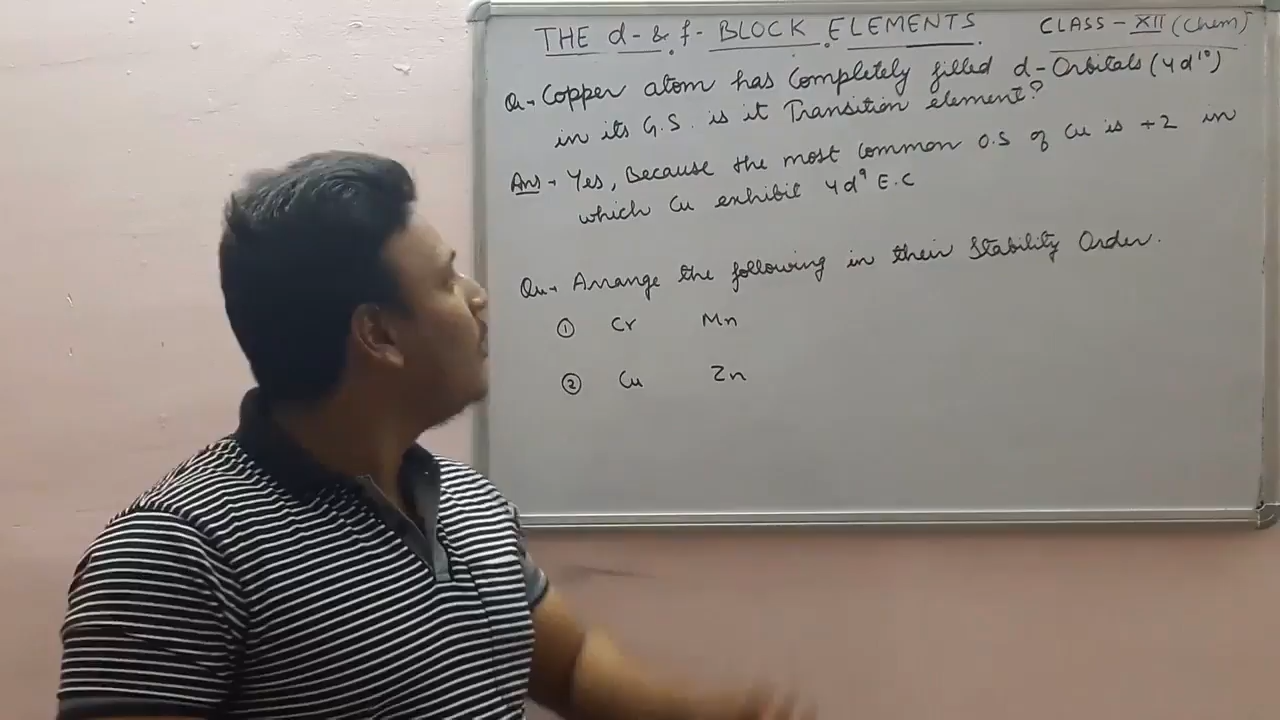 THE d- & f- BLOCK ELEMENTS. CLASS - XII (Chem)
Q→ Copper atom has completely filled d-Orbitals (4d¹⁰)
in its G.S. is it Transition element?
Ans → Yes, Because the most common O.S of Cu is +2 in
which Cu exhibit 4d⁹ E.C
Qu→ Arrange the following in their Stability Order.
① Cr Mn
② Cu Zn